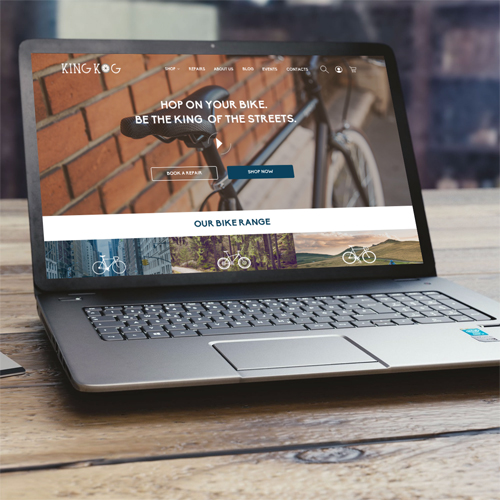 KING KOG
SHOP REPAIRS ABOUT US BLOG EVENTS CONTACTS
HOP ON YOUR BIKE.
BE THE KING OF THE STREETS.
BOOK A REPAIR SHOP NOW
OUR BIKE RANGE